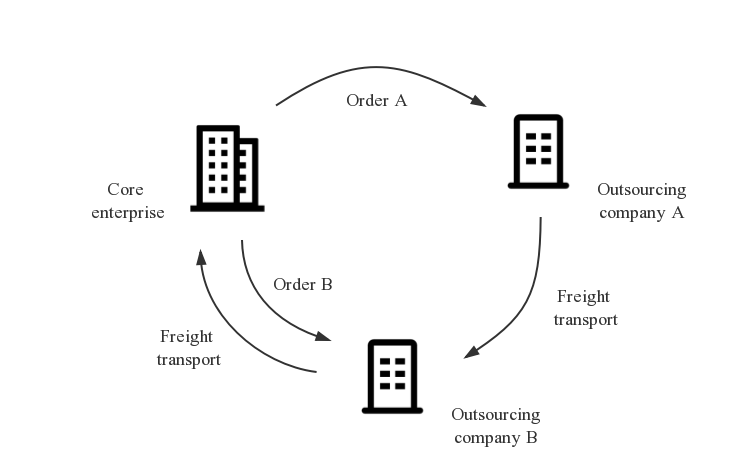 Order A
Core
enterprise
Outsourcing
company A
Order B
Freight
transport
Freight
transport
Outsourcing
company B